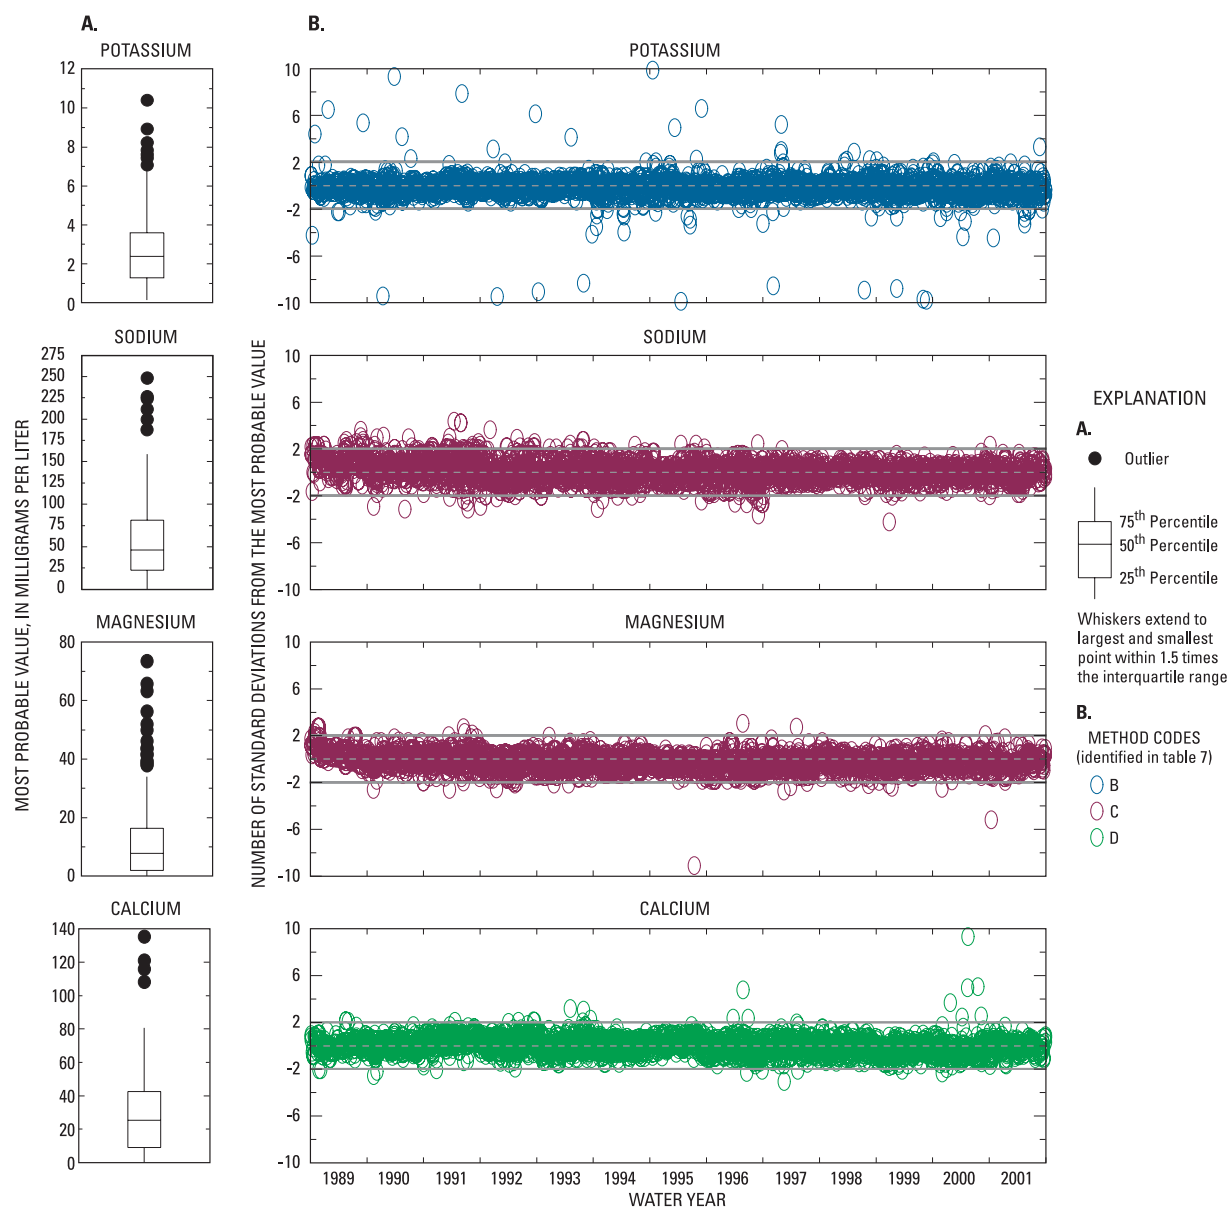 A.
B.
POTASSIUM
POTASSIUM
12
10
8
6
4
2
0
10
6
2
-2
-6
-10
SODIUM
SODIUM
275
250
225
200
175
150
125
100
75
50
25
0
10
6
2
-2
-6
-10
MAGNESIUM
MAGNESIUM
80
60
40
20
0
10
6
2
-2
-6
-10
CALCIUM
CALCIUM
140
120
100
80
60
40
20
0
10
6
2
-2
-6
-10
1989 1990 1991 1992 1993 1994 1995 1996 1997 1998 1999 2000 2001
WATER YEAR
MOST PROBABLE VALUE, IN MILLIGRAMS PER LITER
NUMBER OF STANDARD DEVIATIONS FROM THE MOST PROBABLE VALUE
EXPLANATION
A.
Outlier
75th Percentile
50th Percentile
25th Percentile
Whiskers extend to
largest and smallest
point within 1.5 times
the interquartile range
B.
METHOD CODES
(identified in table 7)
B
C
D